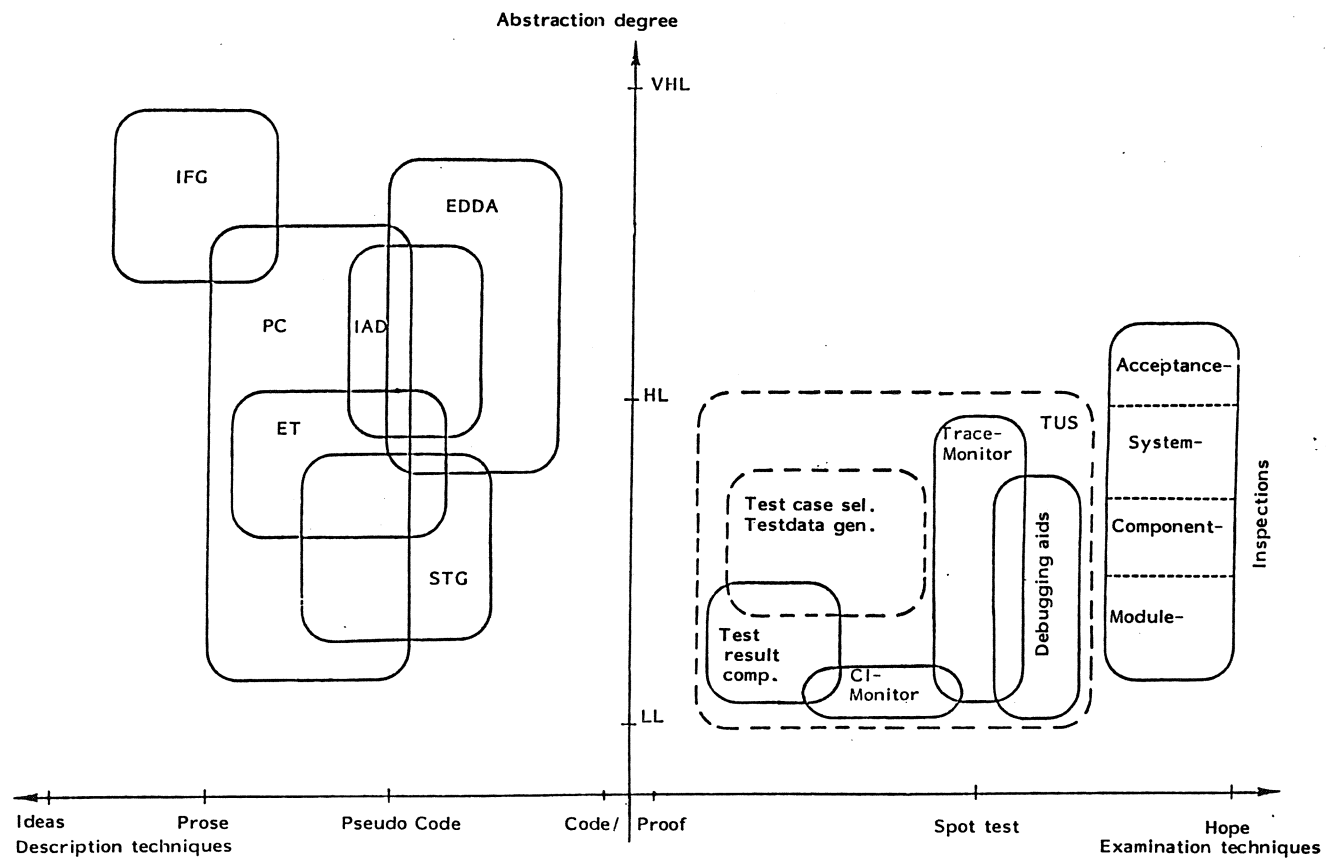 Abstraction degree
VHL
IFG
EDDA
PC
IAD
HL
ET
STG
LL
TUS
Trace-
Monitor
Test case sel.
Testdata gen.
Debugging aids
Test
result
comp.
CI-
Monitor
Acceptance-
System-
Component-
Module-
Inspections
Ideas
Prose
Pseudo Code
Code/
Proof
Spot test
Hope
Description techniques
Examination techniques